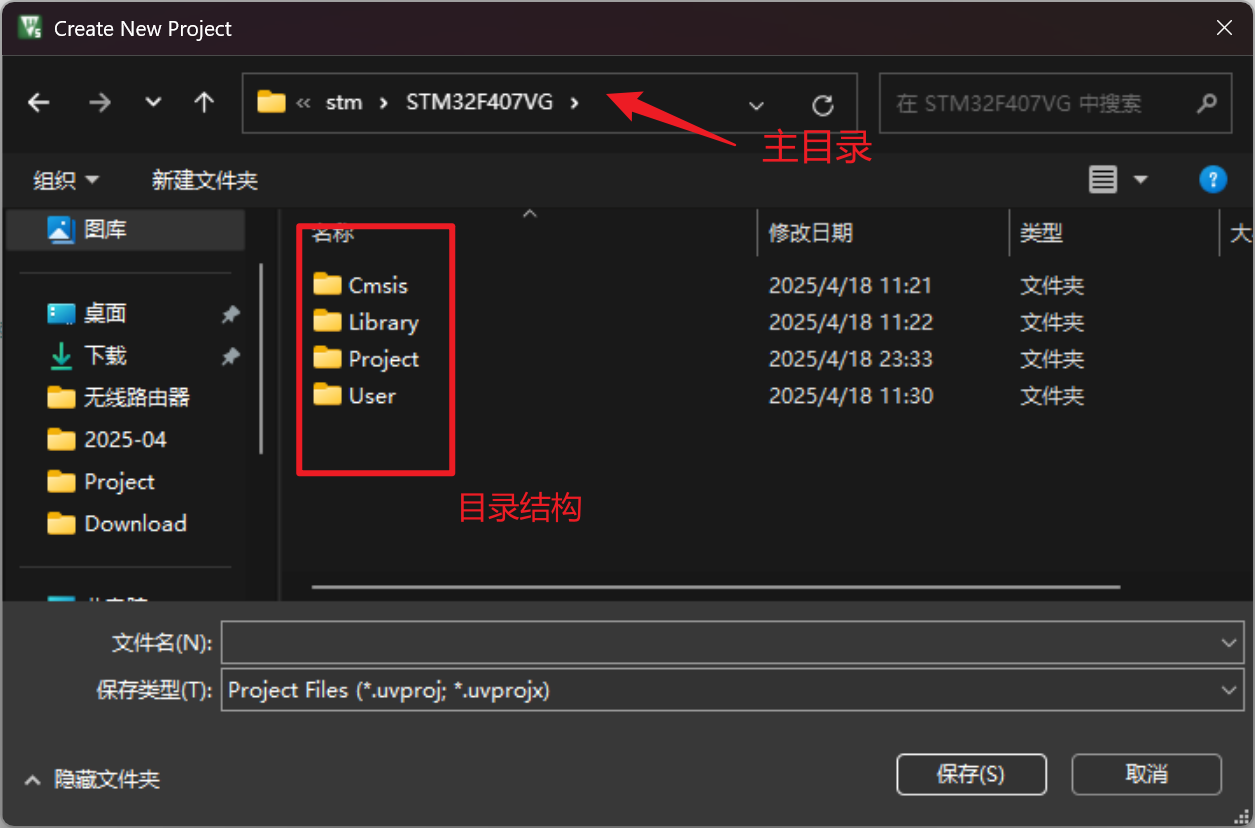 Create New Project
« stm › STM32F407VG ›
在 STM32F407VG 中搜索
主目录
组织
新建文件夹
图库
名称
修改日期
类型
桌面
下载
无线路由器
2025-04
Project
Download
Cmsis 2025/4/18 11:21 文件夹
Library 2025/4/18 11:22 文件夹
Project 2025/4/18 23:33 文件夹
User 2025/4/18 11:30 文件夹
目录结构
文件名(N):
保存类型(T): Project Files (*.uvproj; *.uvprojx)
隐藏文件夹
保存(S)
取消